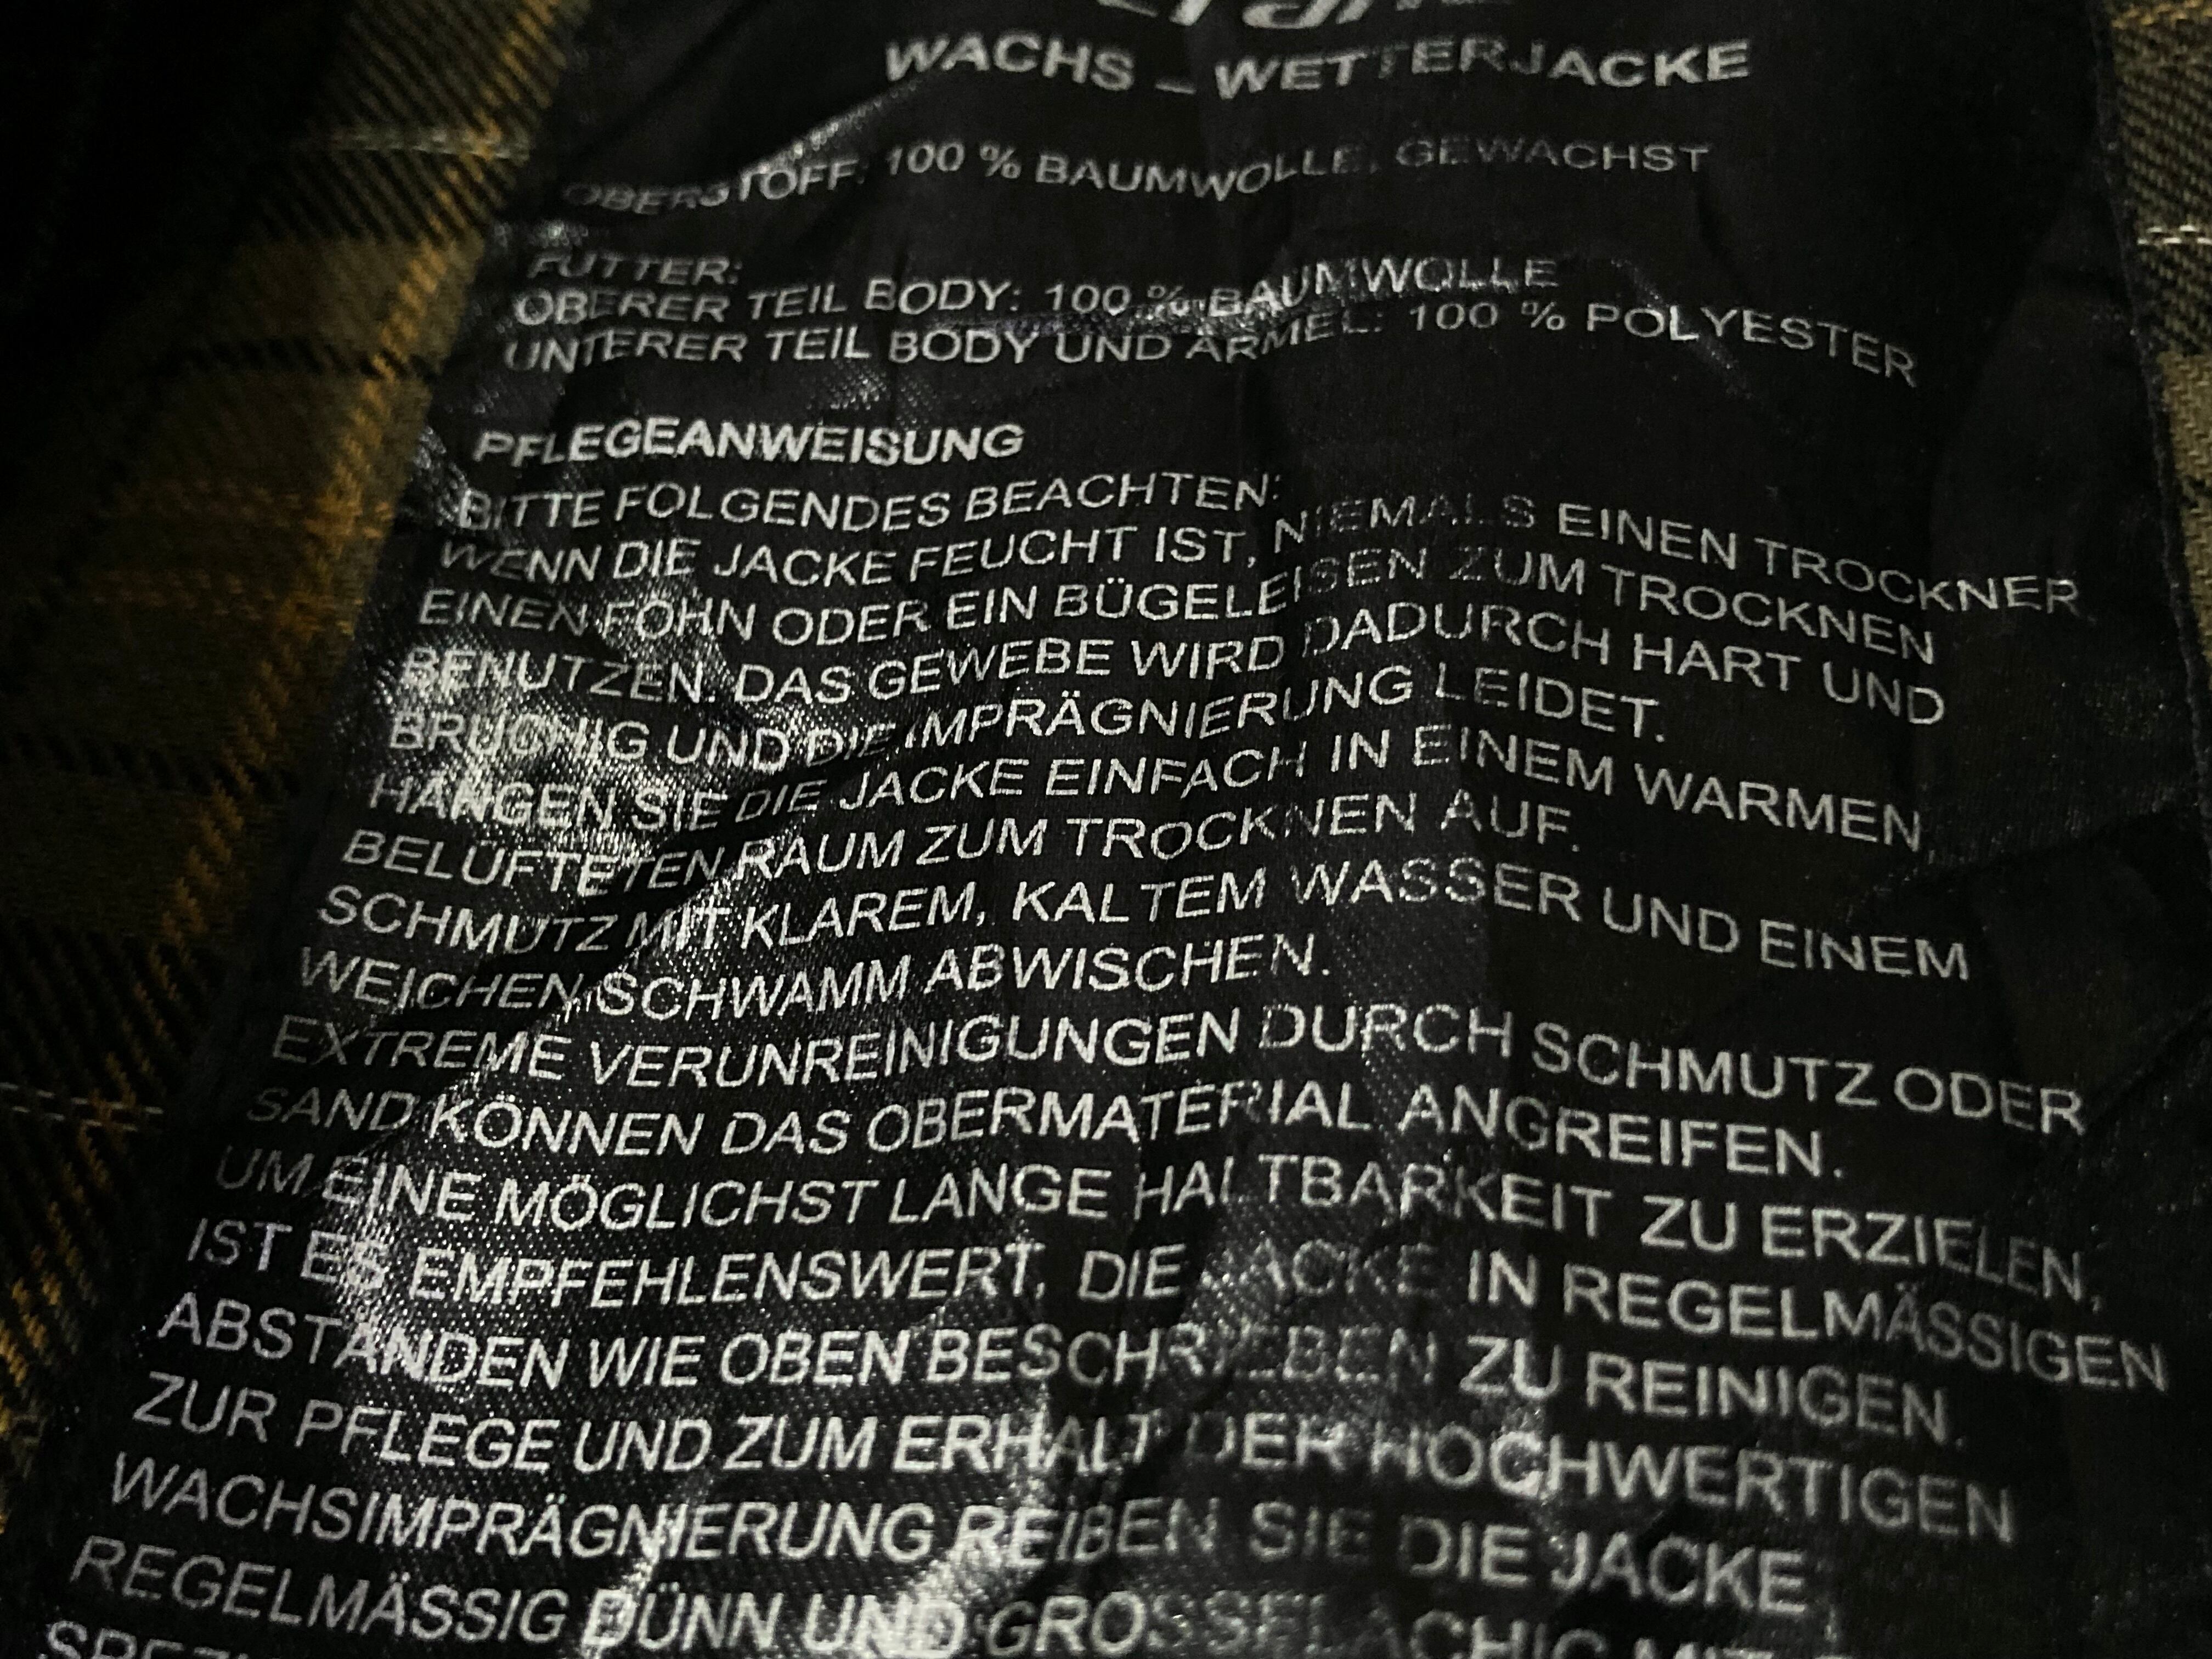 WACHS – WETTERJACKE
OBERSTOFF: 100 % BAUMWOLLE, GEWACHST
FUTTER:
OBERER TEIL BODY: 100 % BAUMWOLLE
UNTERER TEIL BODY UND ÄRMEL: 100 % POLYESTER
PFLEGEANWEISUNG
BITTE FOLGENDES BEACHTEN:
WENN DIE JACKE FEUCHT IST, NIEMALS EINEN TROCKNER
EINEN FÖHN ODER EIN BÜGELEISEN ZUM TROCKNEN
BENUTZEN. DAS GEWEBE WIRD DADURCH HART UND
BRÜCHIG UND DIE IMPRÄGNIERUNG LEIDET.
HÄNGEN SIE DIE JACKE EINFACH IN EINEM WARMEN,
BELÜFTETEN RAUM ZUM TROCKNEN AUF.
SCHMUTZ MIT KLAREM, KALTEM WASSER UND EINEM
WEICHEN SCHWAMM ABWISCHEN.
EXTREME VERUNREINIGUNGEN DURCH SCHMUTZ ODER
SAND KÖNNEN DAS OBERMATERIAL ANGREIFEN.
UM EINE MÖGLICHST LANGE HALTBARKEIT ZU ERZIELEN,
IST ES EMPFEHLENSWERT, DIE JACKE IN REGELMÄSSIGEN
ABSTÄNDEN WIE OBEN BESCHRIEBEN ZU REINIGEN.
ZUR PFLEGE UND ZUM ERHALT DER HOCHWERTIGEN
WACHSIMPRÄGNIERUNG REIBEN SIE DIE JACKE
REGELMÄSSIG DÜNN UND GROSSFLÄCHIG MIT